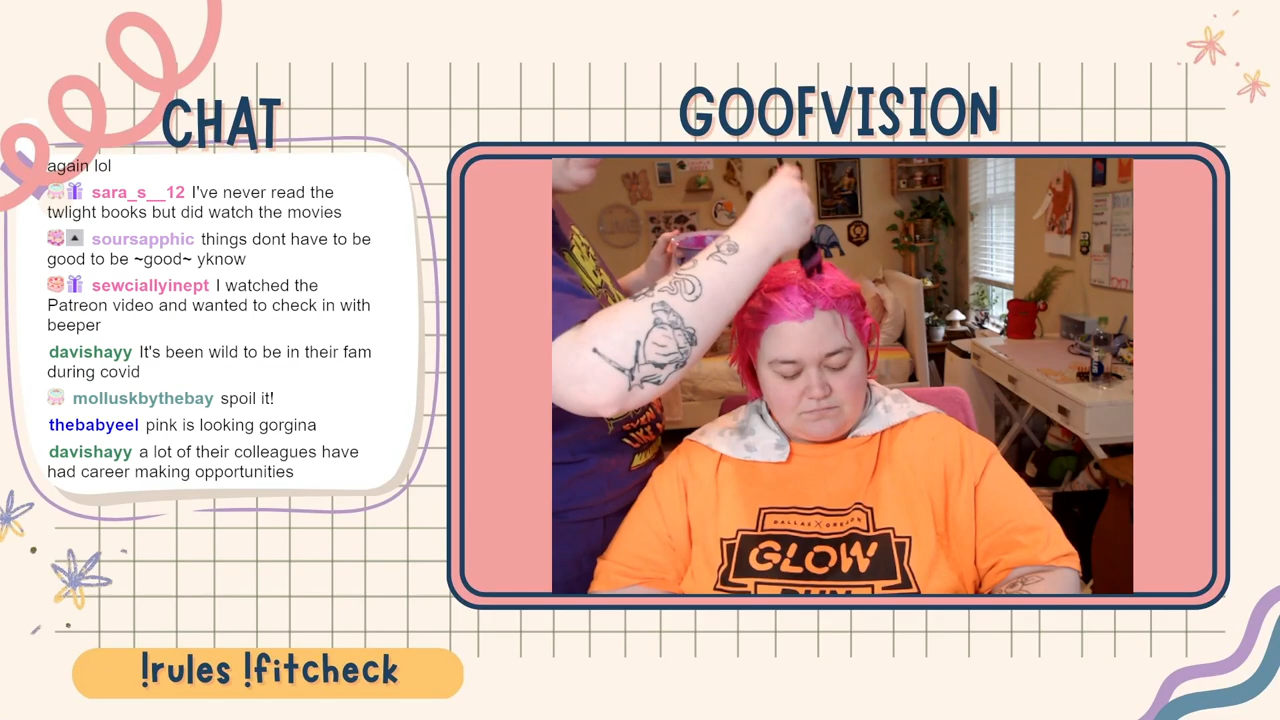 CHAT
GOOFVISION
again lol
sara_s__12 I've never read the
twlight books but did watch the movies
soursapphic things dont have to be
good to be ~good~ yknow
sewciallyinept I watched the
Patreon video and wanted to check in with
beeper
davishayy It's been wild to be in their fam
during covid
molluskbythebay spoil it!
thebabyeel pink is looking gorgina
davishayy a lot of their colleagues have
had career making opportunities
DALLAS X OREGON
GLOW
RUN
!rules !fitcheck